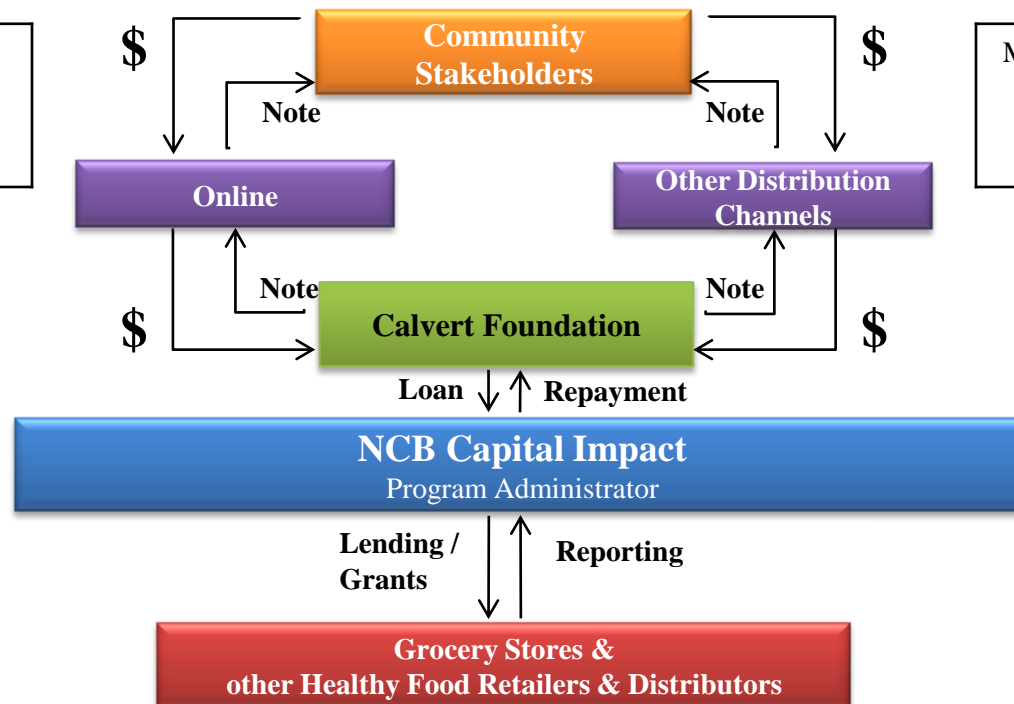 $
Community
Stakeholders
$
M
Note
Note
Online
Other Distribution
Channels
Note
Note
$
Calvert Foundation
$
Loan
Repayment
NCB Capital Impact
Program Administrator
Lending /
Grants
Reporting
Grocery Stores &
other Healthy Food Retailers & Distributors